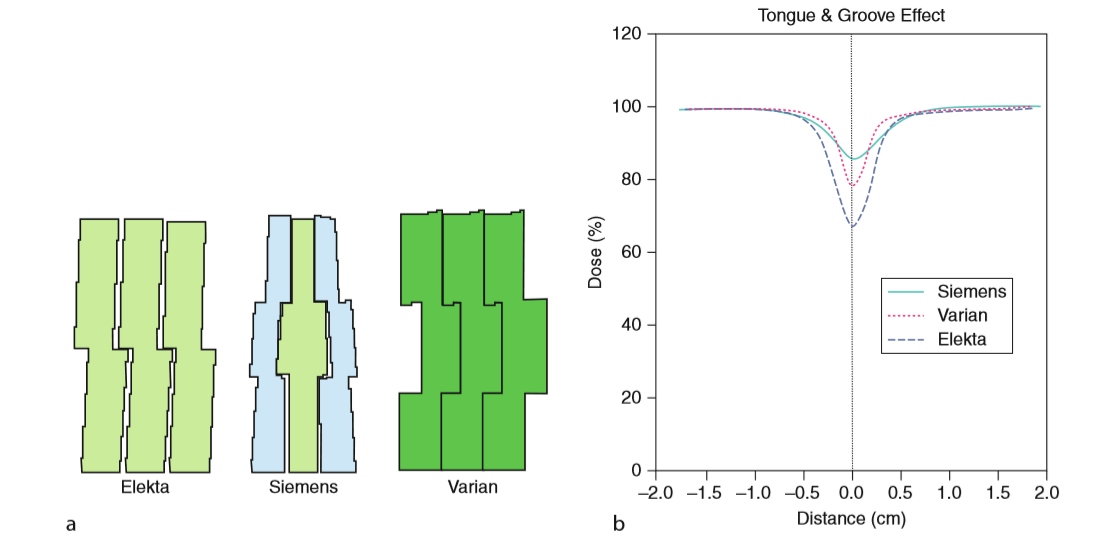 Elekta
Siemens
Varian
a
Tongue & Groove Effect
120
100
80
60
40
20
0
Dose (%)
Siemens
Varian
Elekta
–2.0 –1.5 –1.0 –0.5 0.0 0.5 1.0 1.5 2.0
Distance (cm)
b